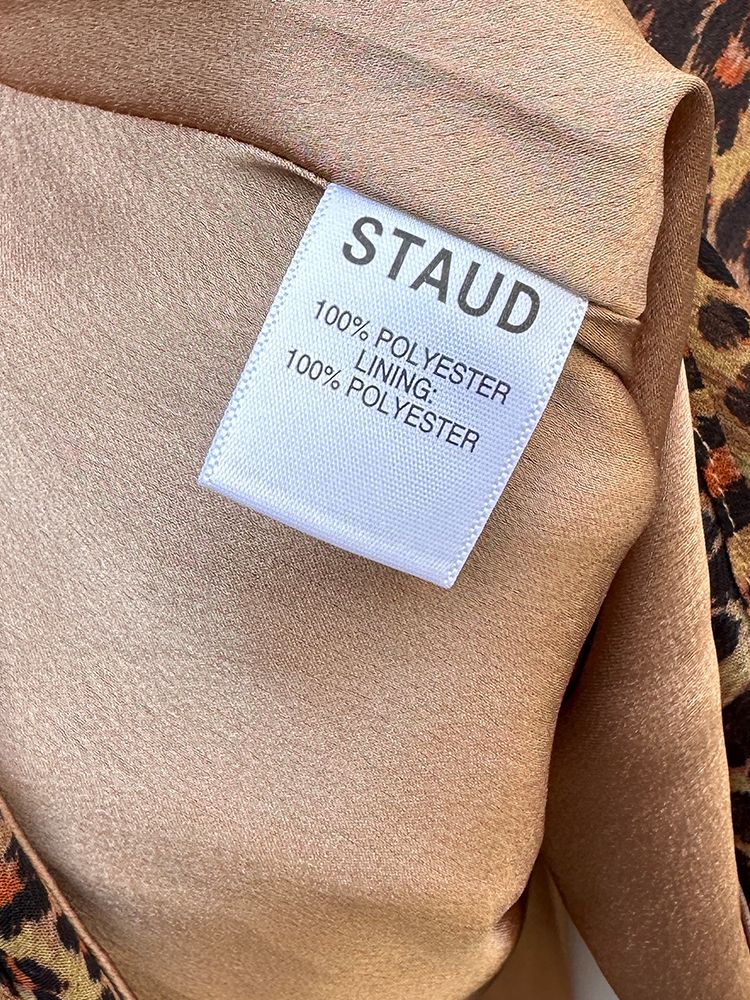 STAUD
100% POLYESTER
LINING:
100% POLYESTER